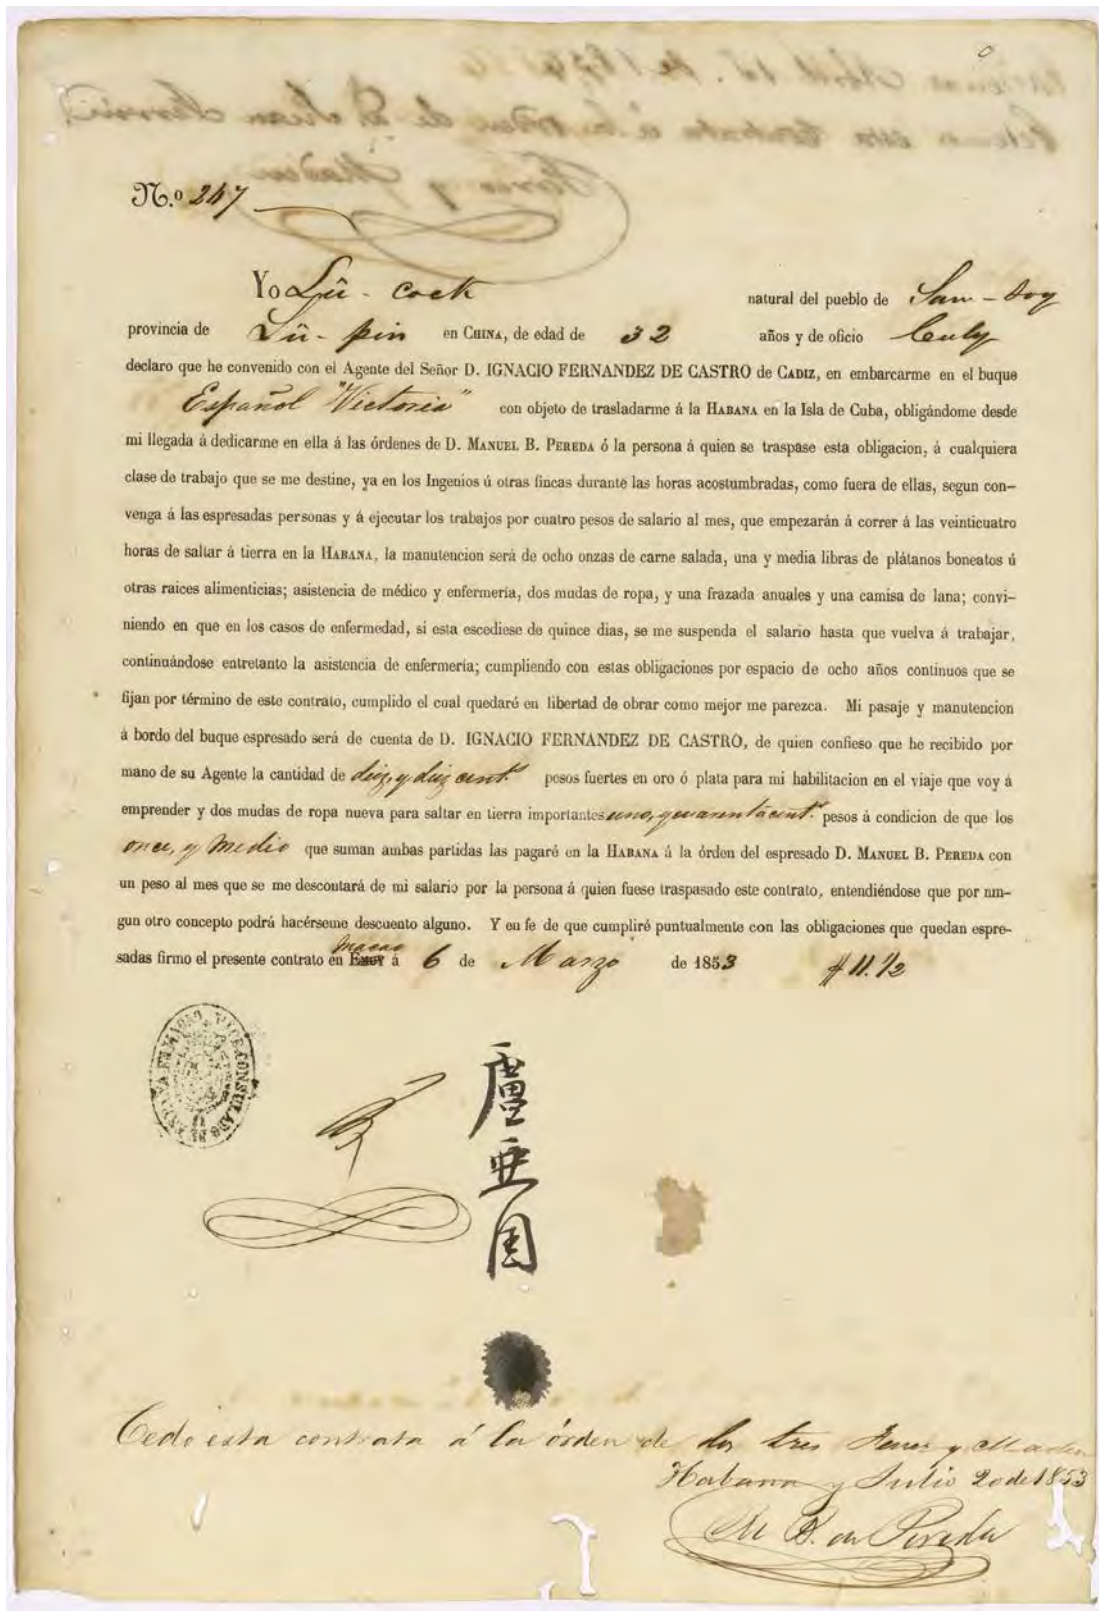 N.º 247
Yo Lû - cock natural del pueblo de San - toy
provincia de Lû - pin en CHINA, de edad de 32 años y de oficio Culy
declaro que he convenido con el Agente del Señor D. IGNACIO FERNANDEZ DE CASTRO de CADIZ, en embarcarme en el buque
Español "Victoria" con objeto de trasladarme á la HABANA en la Isla de Cuba, obligándome desde
mi llegada á dedicarme en ella á las órdenes de D. MANUEL B. PEREDA ó la persona á quien se traspase esta obligacion, á cualquiera
clase de trabajo que se me destine, ya en los Ingenios ú otras fincas durante las horas acostumbradas, como fuera de ellas, segun con-
venga á las espresadas personas y á ejecutar los trabajos por cuatro pesos de salario al mes, que empezarán á correr á las veinticuatro
horas de saltar á tierra en la HABANA, la manutencion será de ocho onzas de carne salada, una y media libras de plátanos boneatos ú
otras raices alimenticias; asistencia de médico y enfermería, dos mudas de ropa, y una frazada anuales y una camisa de lana; convi-
niendo en que en los casos de enfermedad, si esta escediese de quince dias, se me suspenda el salario hasta que vuelva á trabajar,
continuándose entretanto la asistencia de enfermería; cumpliendo con estas obligaciones por espacio de ocho años continuos que se
fijan por término de este contrato, cumplido el cual quedaré en libertad de obrar como mejor me parezca. Mi pasaje y manutencion
á bordo del buque espresado será de cuenta de D. IGNACIO FERNANDEZ DE CASTRO, de quien confieso que he recibido por
mano de su Agente la cantidad de diez, y diez cent.s pesos fuertes en oro ó plata para mi habilitacion en el viaje que voy á
emprender y dos mudas de ropa nueva para saltar en tierra importantes uno, y cuarenta cent.s pesos á condicion de que los
once, y medio que suman ambas partidas las pagaré en la HABANA á la órden del espresado D. MANUEL B. PEREDA con
un peso al mes que se me descontará de mi salario por la persona á quien fuese traspasado este contrato, entendiéndose que por nin-
gun otro concepto podrá hacérseme descuento alguno. Y en fe de que cumpliré puntualmente con las obligaciones que quedan espre-
sadas firmo el presente contrato en EMUY Macao á 6 de Marzo de 1853 $ 11. 1/2
VICE-CONSULADO
盧亞
Cedo esta contrata á la órden de los tres Ferrer y
Habana y Julio 20 de 1853
M B. de Pereda